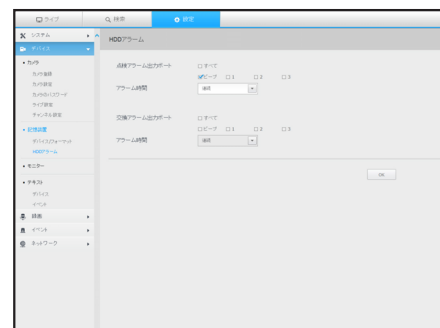 ライブ
検索
設定
システム
デバイス
カメラ
カメラ登録
カメラ設定
カメラのパスワード
ライブ設定
チャンネル設定
記憶装置
デバイス/フォーマット
HDDアラーム
モニター
テキスト
デバイス
イベント
録画
イベント
ネットワーク
HDDアラーム
点検アラーム出力ポート
すべて
ビープ 1 2 3
アラーム時間
継続
交換アラーム出力ポート
すべて
ビープ 1 2 3
アラーム時間
継続
OK